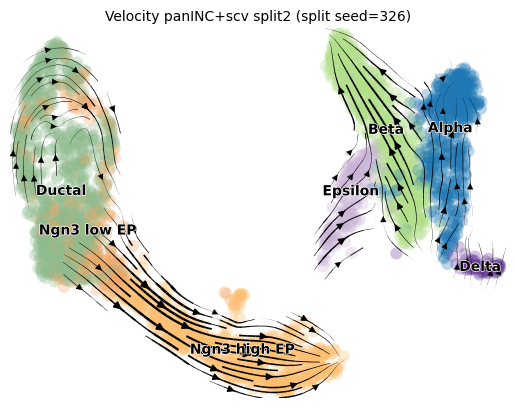 Velocity panINC+scv split2 (split seed=326)
Beta
Alpha
Ductal
Epsilon
Ngn3 low EP
Delta
Ngn3 high EP